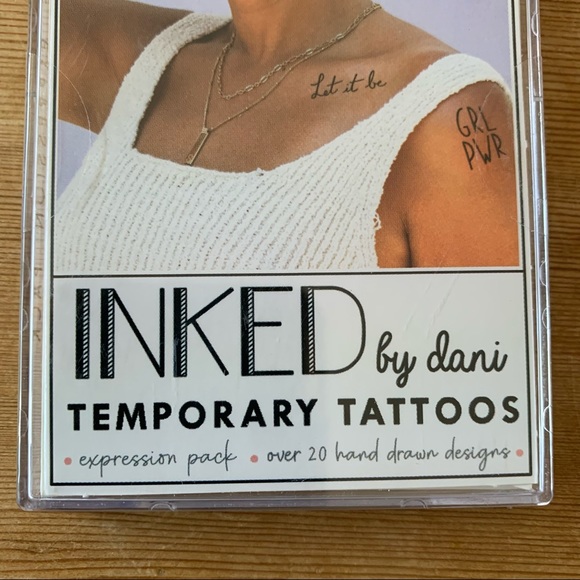 Let it be
GRL
PWR
INKED by dani
TEMPORARY TATTOOS
• expression pack • over 20 hand drawn designs •